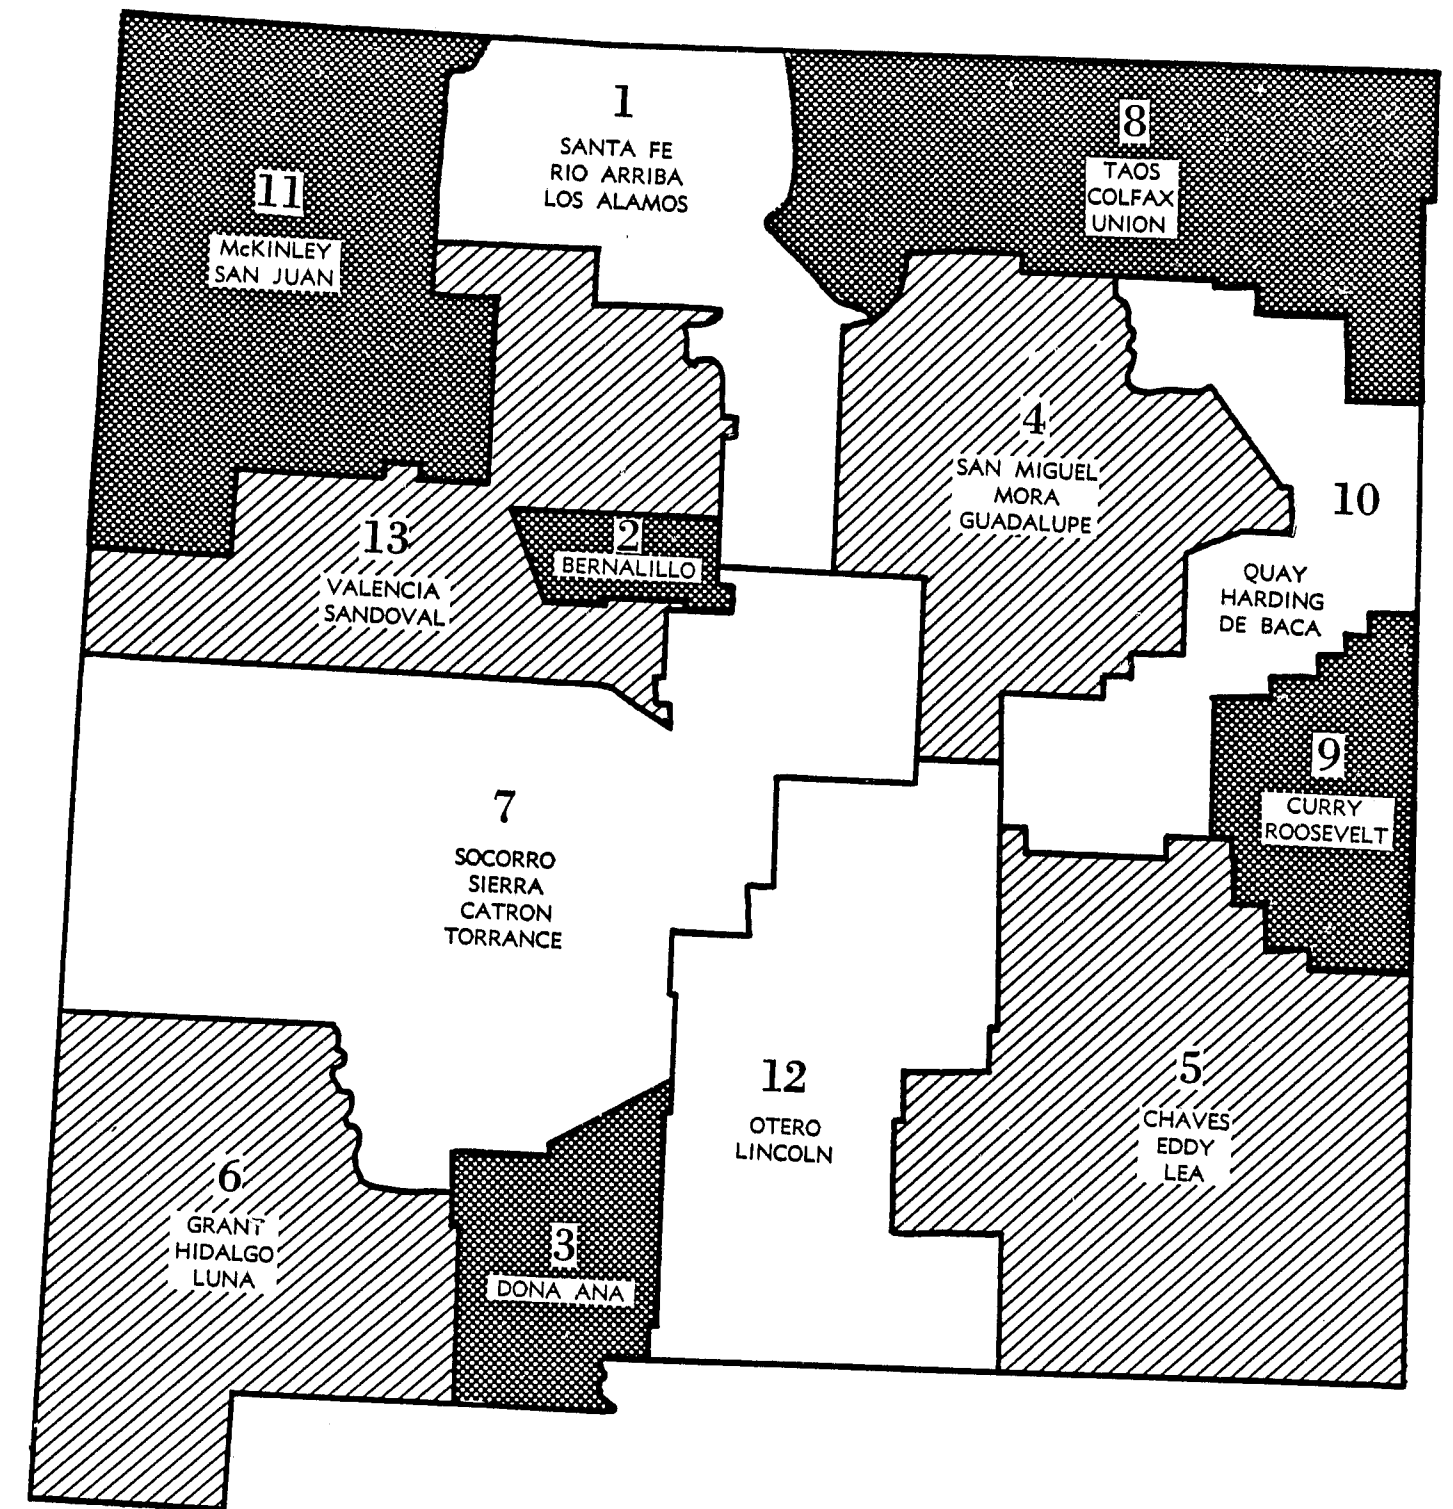 1
SANTA FE
RIO ARRIBA
LOS ALAMOS
8
TAOS
COLFAX
UNION
11
McKINLEY
SAN JUAN
4
SAN MIGUEL
MORA
GUADALUPE
10
QUAY
HARDING
DE BACA
13
VALENCIA
SANDOVAL
2
BERNALILLO
9
CURRY
ROOSEVELT
7
SOCORRO
SIERRA
CATRON
TORRANCE
12
OTERO
LINCOLN
5
CHAVES
EDDY
LEA
6
GRANT
HIDALGO
LUNA
3
DONA ANA